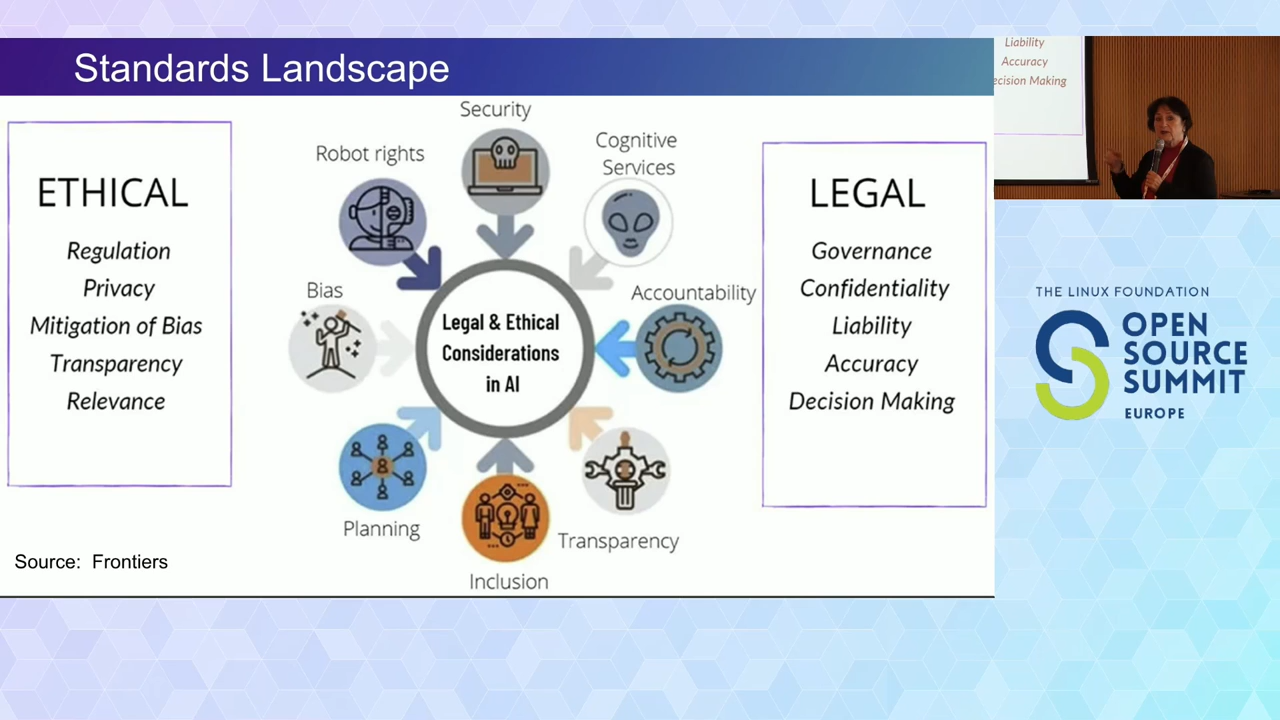 Standards Landscape
ETHICAL
Regulation
Privacy
Mitigation of Bias
Transparency
Relevance
Security
Robot rights
Cognitive
Services
Bias
Accountability
Legal & Ethical
Considerations
in AI
Planning
Transparency
Inclusion
LEGAL
Governance
Confidentiality
Liability
Accuracy
Decision Making
Source: Frontiers
Liability
Accuracy
ecision Making
THE LINUX FOUNDATION
OPEN
SOURCE
SUMMIT
EUROPE